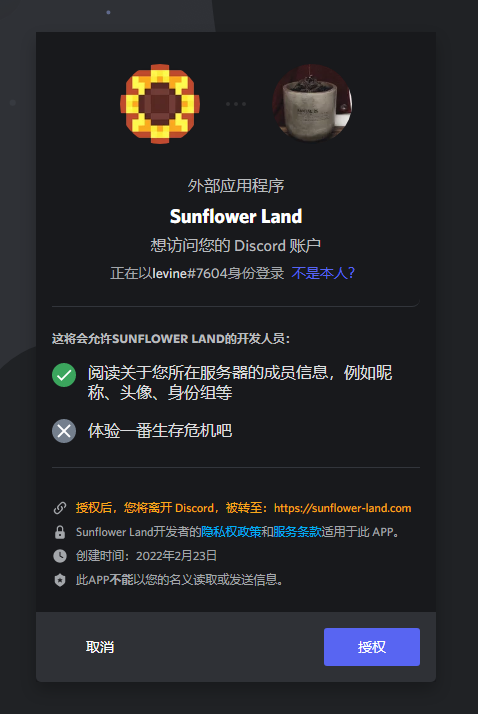 外部应用程序
Sunflower Land
想访问您的 Discord 账户
正在以levine#7604身份登录 不是本人?
这将会允许SUNFLOWER LAND的开发人员：
阅读关于您所在服务器的成员信息，例如昵
称、头像、身份组等
体验一番生存危机吧
授权后，您将离开 Discord，被转至：https://sunflower-land.com
Sunflower Land开发者的隐私权政策和服务条款适用于此 APP。
创建时间：2022年2月23日
此APP不能以您的名义读取或发送信息。
取消
授权